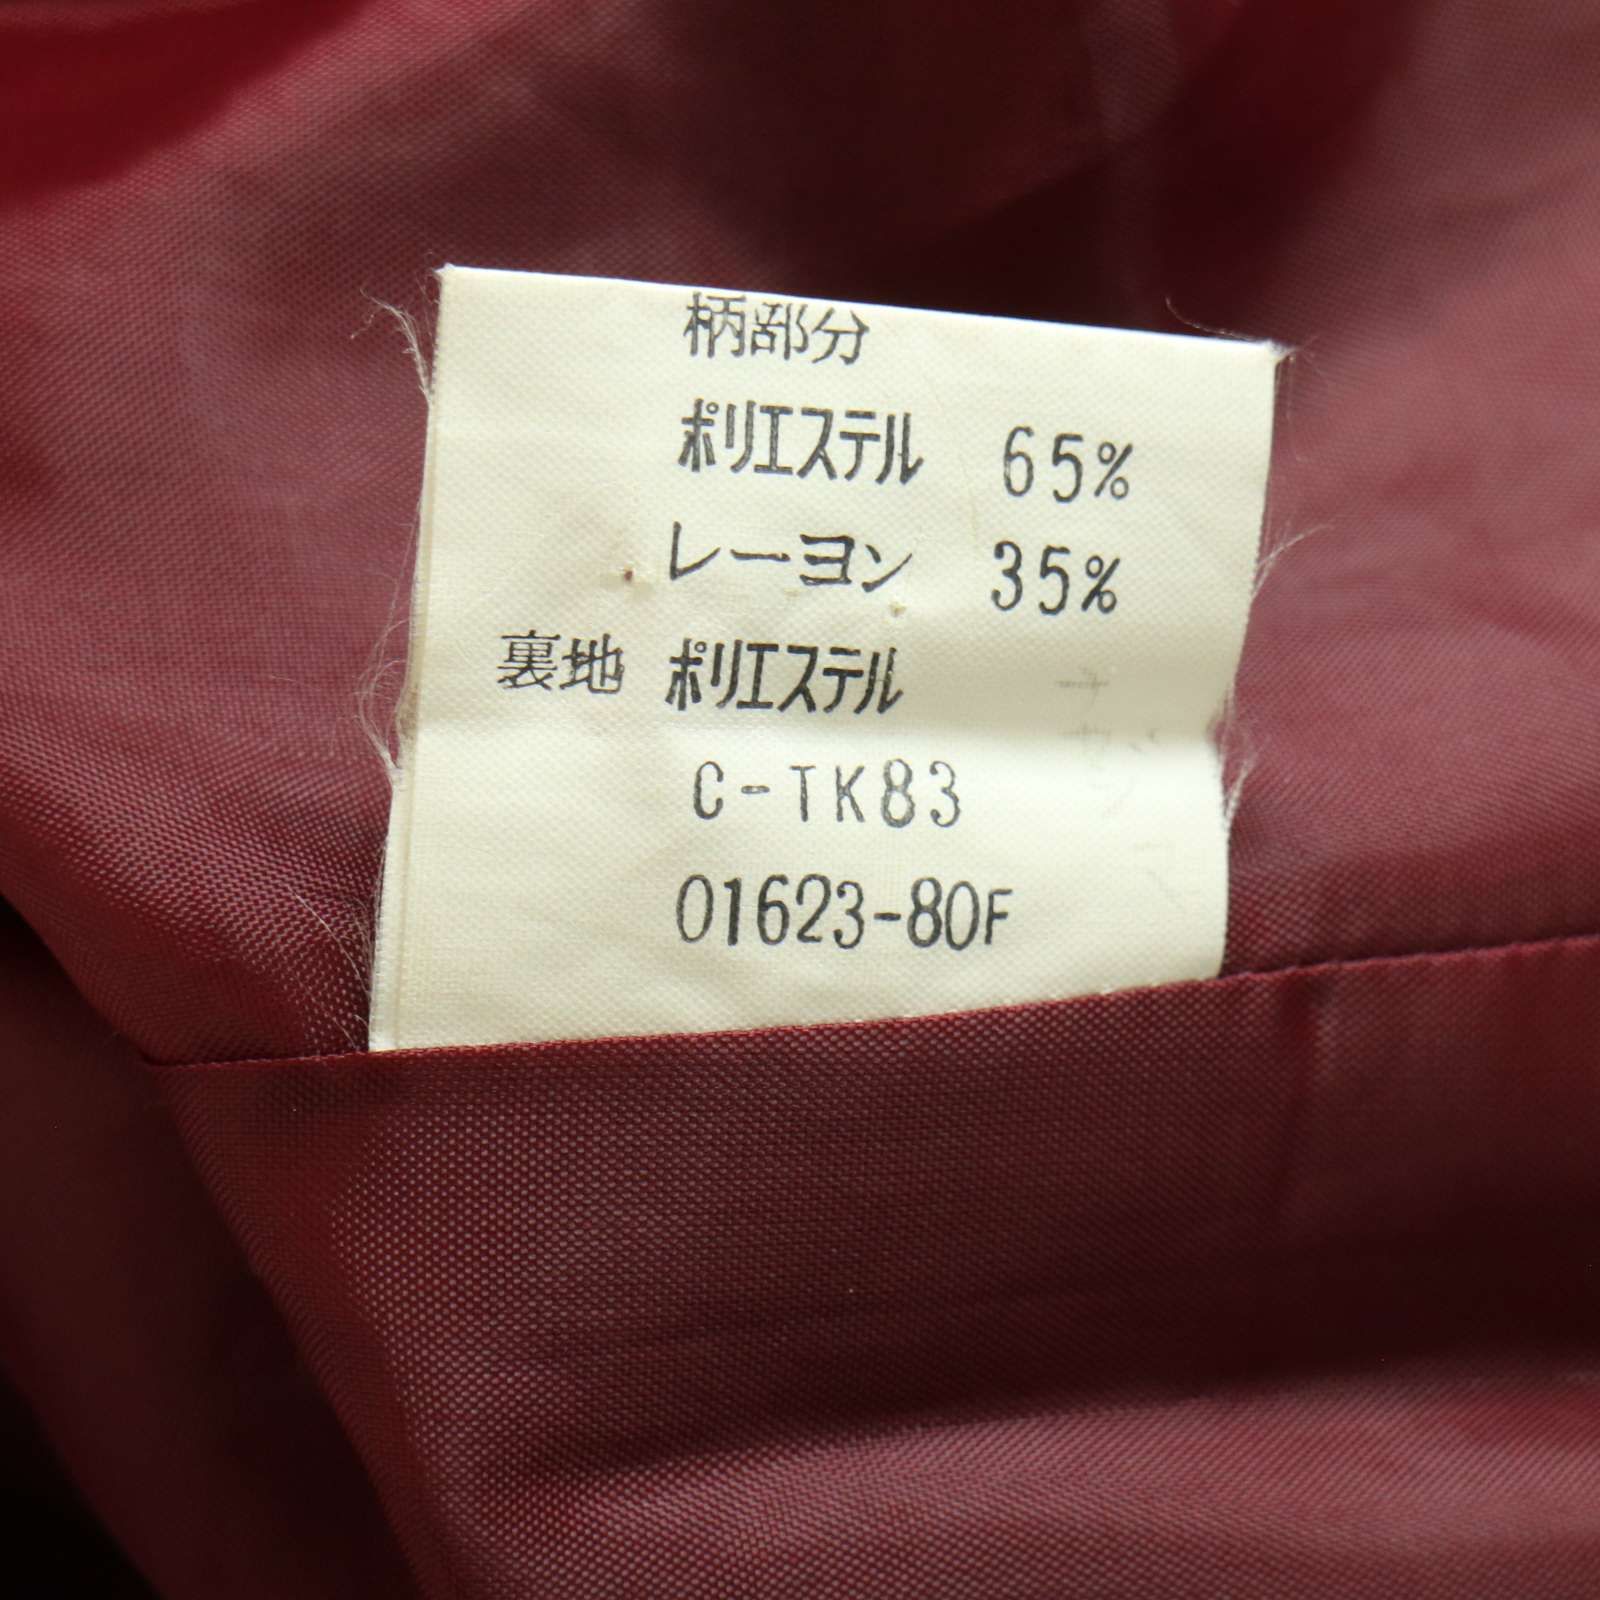 柄部分
ポリエステル 65%
レーヨン 35%
裏地 ポリエステル
C-TK83
01623-80F